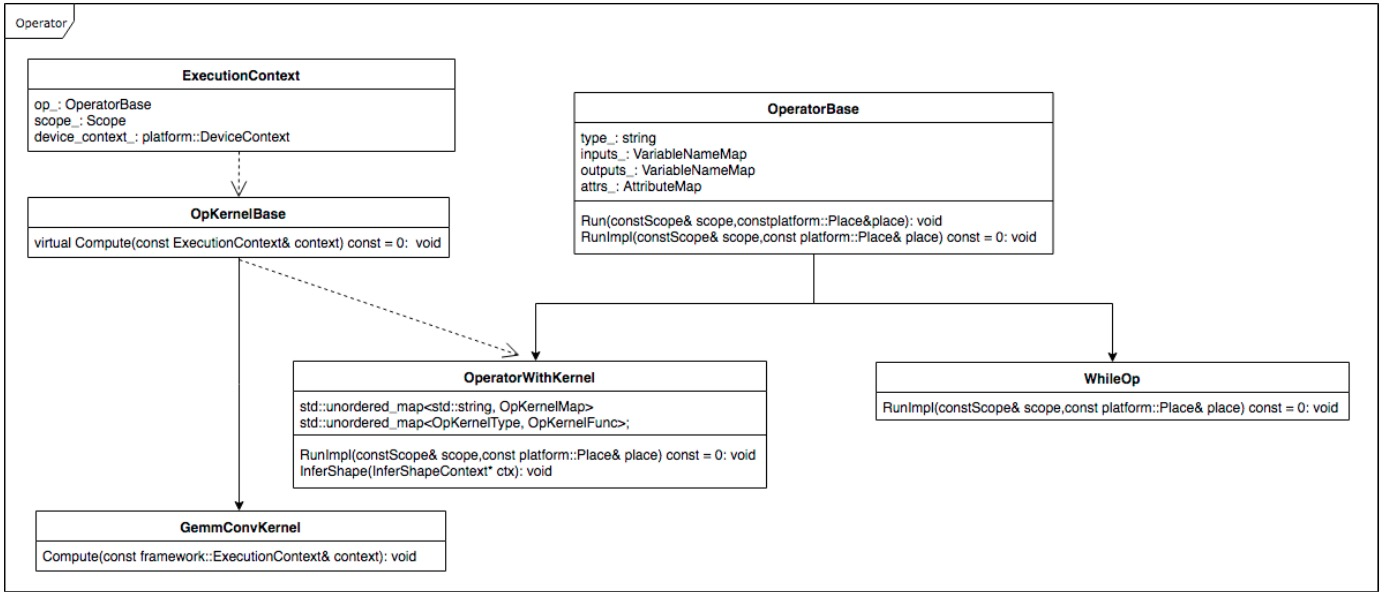 Operator
ExecutionContext
op_: OperatorBase
scope_: Scope
device_context_: platform::DeviceContext
OperatorBase
type_: string
inputs_: VariableNameMap
outputs_: VariableNameMap
attrs_: AttributeMap
Run(constScope& scope,constplatform::Place&place): void
RunImpl(constScope& scope,const platform::Place& place) const = 0: void
OpKernelBase
virtual Compute(const ExecutionContext& context) const = 0:  void
OperatorWithKernel
std::unordered_map<std::string, OpKernelMap>
std::unordered_map<OpKernelType, OpKernelFunc>;
RunImpl(constScope& scope,const platform::Place& place) const = 0: void
InferShape(InferShapeContext* ctx): void
WhileOp
RunImpl(constScope& scope,const platform::Place& place) const = 0: void
GemmConvKernel
Compute(const framework::ExecutionContext& context): void